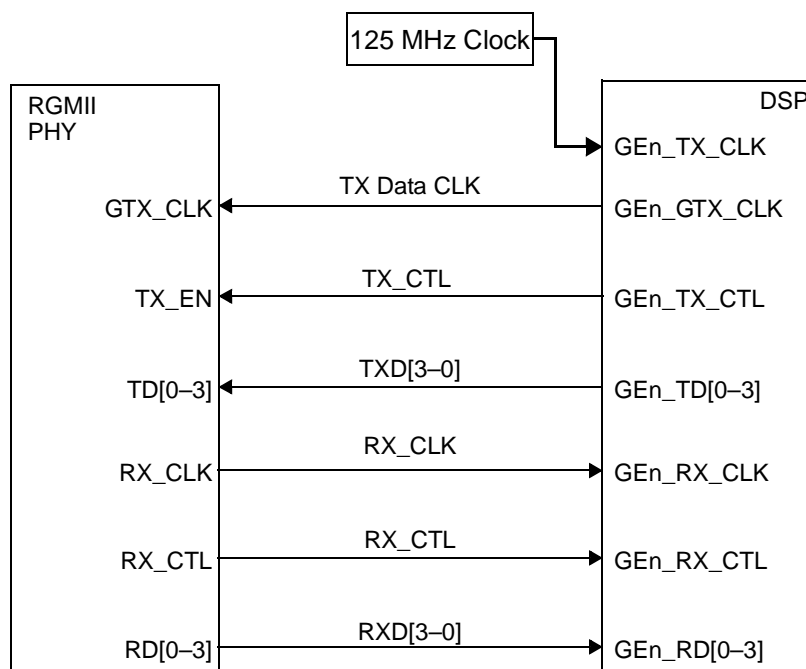 125 MHz Clock
RGMII
PHY
DSP
GEn_TX_CLK
GTX_CLK
TX Data CLK
GEn_GTX_CLK
TX_EN
TX_CTL
GEn_TX_CTL
TD[0–3]
TXD[3–0]
GEn_TD[0–3]
RX_CLK
RX_CLK
GEn_RX_CLK
RX_CTL
RX_CTL
GEn_RX_CTL
RD[0–3]
RXD[3–0]
GEn_RD[0–3]